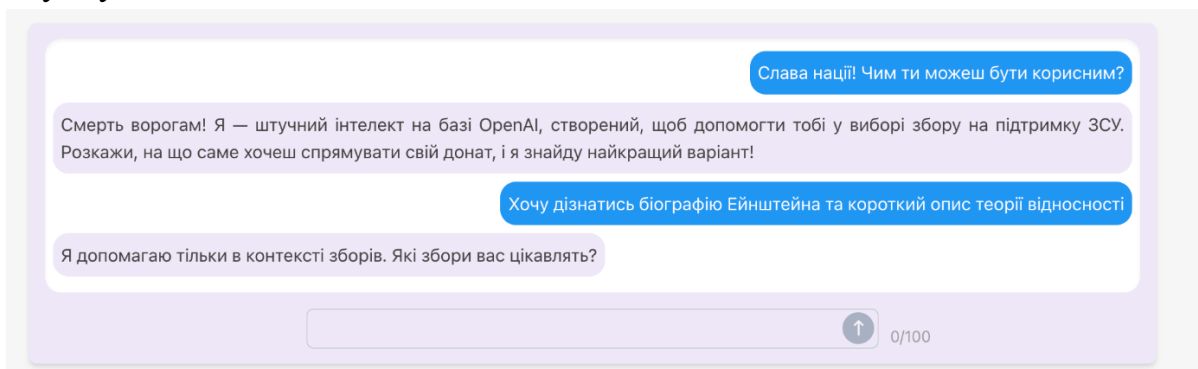 Слава нації! Чим ти можеш бути корисним?
Смерть ворогам! Я — штучний інтелект на базі OpenAI, створений, щоб допомогти тобі у виборі збору на підтримку ЗСУ.
Розкажи, на що саме хочеш спрямувати свій донат, і я знайду найкращий варіант!
Хочу дізнатись біографію Ейнштейна та короткий опис теорії відносності
Я допомагаю тільки в контексті зборів. Які збори вас цікавлять?
0/100